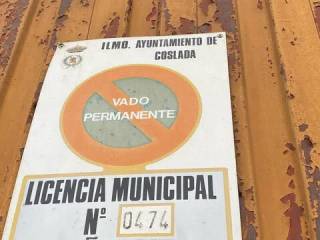 ILMO. AYUNTAMIENTO DE
COSLADA
VADO
PERMANENTE
LICENCIA MUNICIPAL
Nº 0474